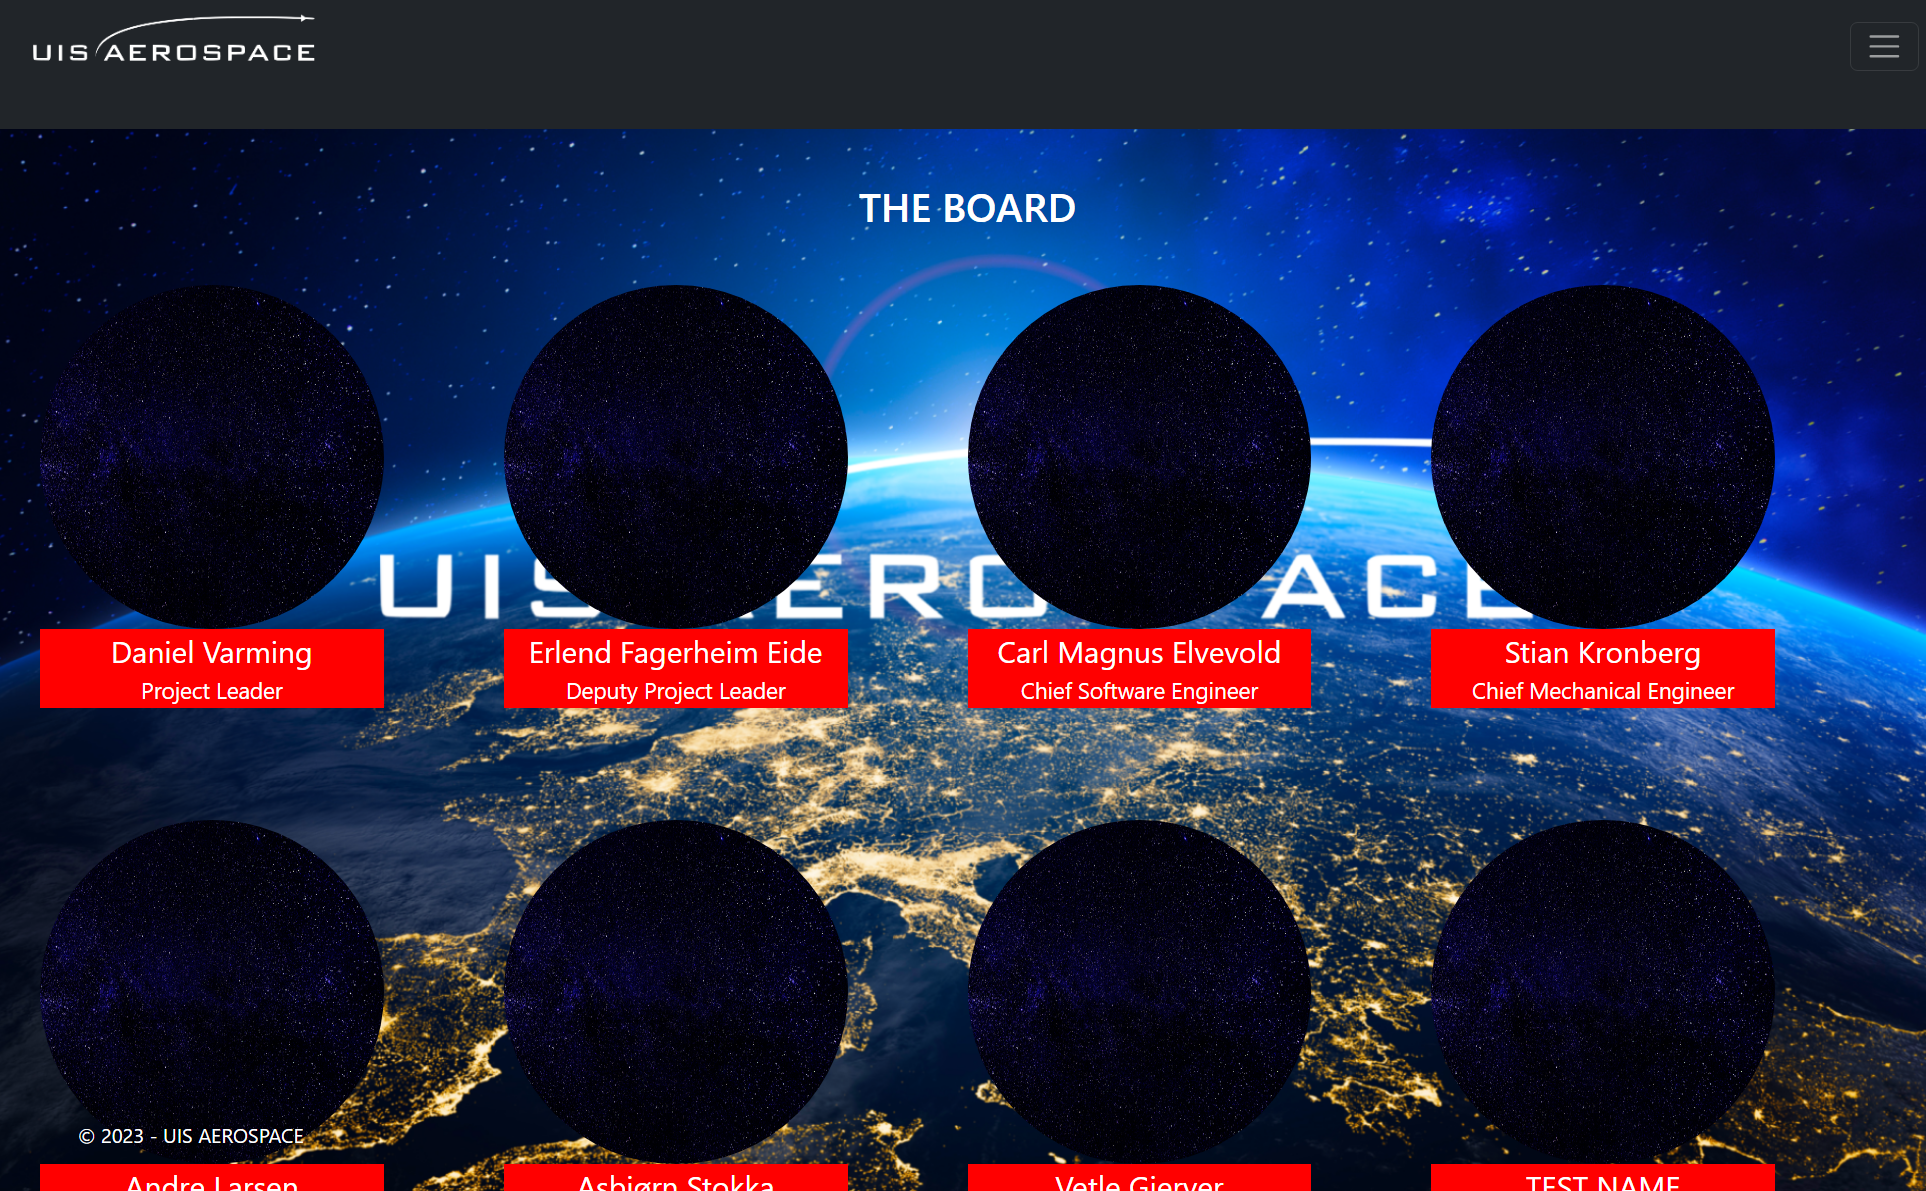 UIS AEROSPACE
THE BOARD
UIS AEROSPACE
Daniel Varming
Project Leader
Erlend Fagerheim Eide
Deputy Project Leader
Carl Magnus Elvevold
Chief Software Engineer
Stian Kronberg
Chief Mechanical Engineer
© 2023 - UIS AEROSPACE
Andre Larsen
Asbjørn Stokka
Vetle Gjerver
TEST NAME